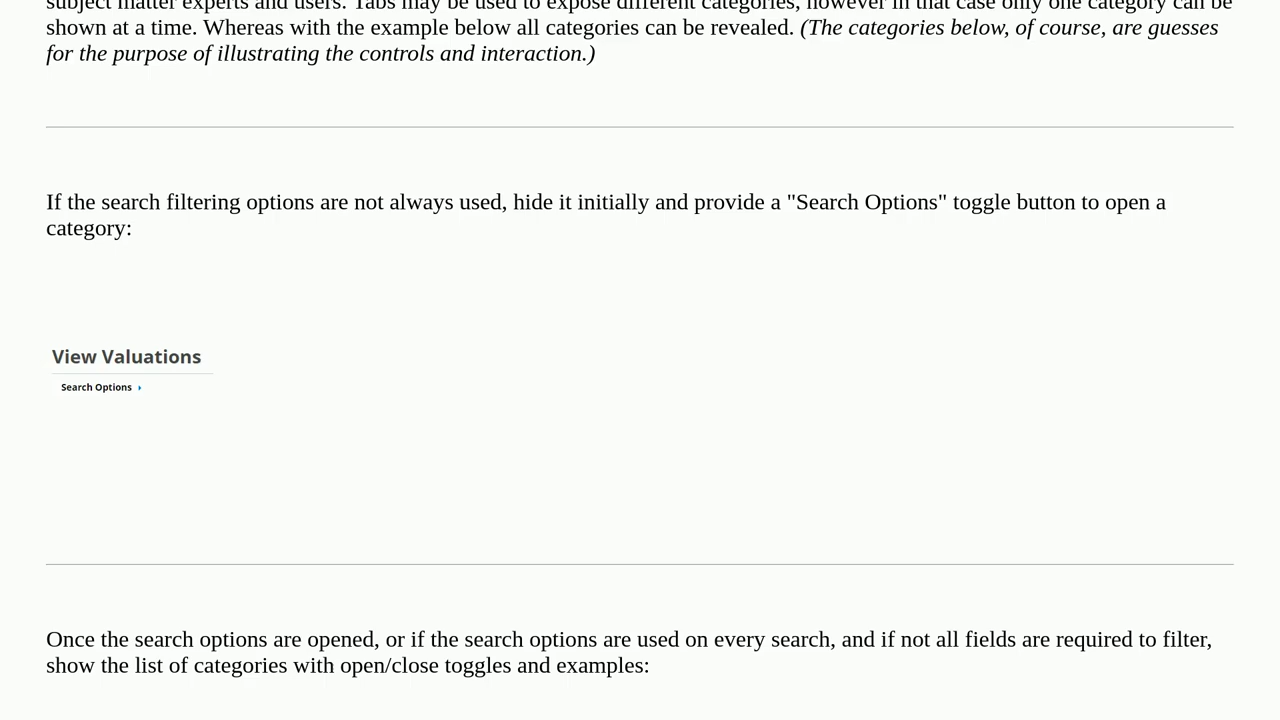 subject matter experts and users. Tabs may be used to expose different categories, however in that case only one category can be
shown at a time. Whereas with the example below all categories can be revealed. (The categories below, of course, are guesses
for the purpose of illustrating the controls and interaction.)
If the search filtering options are not always used, hide it initially and provide a "Search Options" toggle button to open a
category:
View Valuations
Search Options
Once the search options are opened, or if the search options are used on every search, and if not all fields are required to filter,
show the list of categories with open/close toggles and examples: